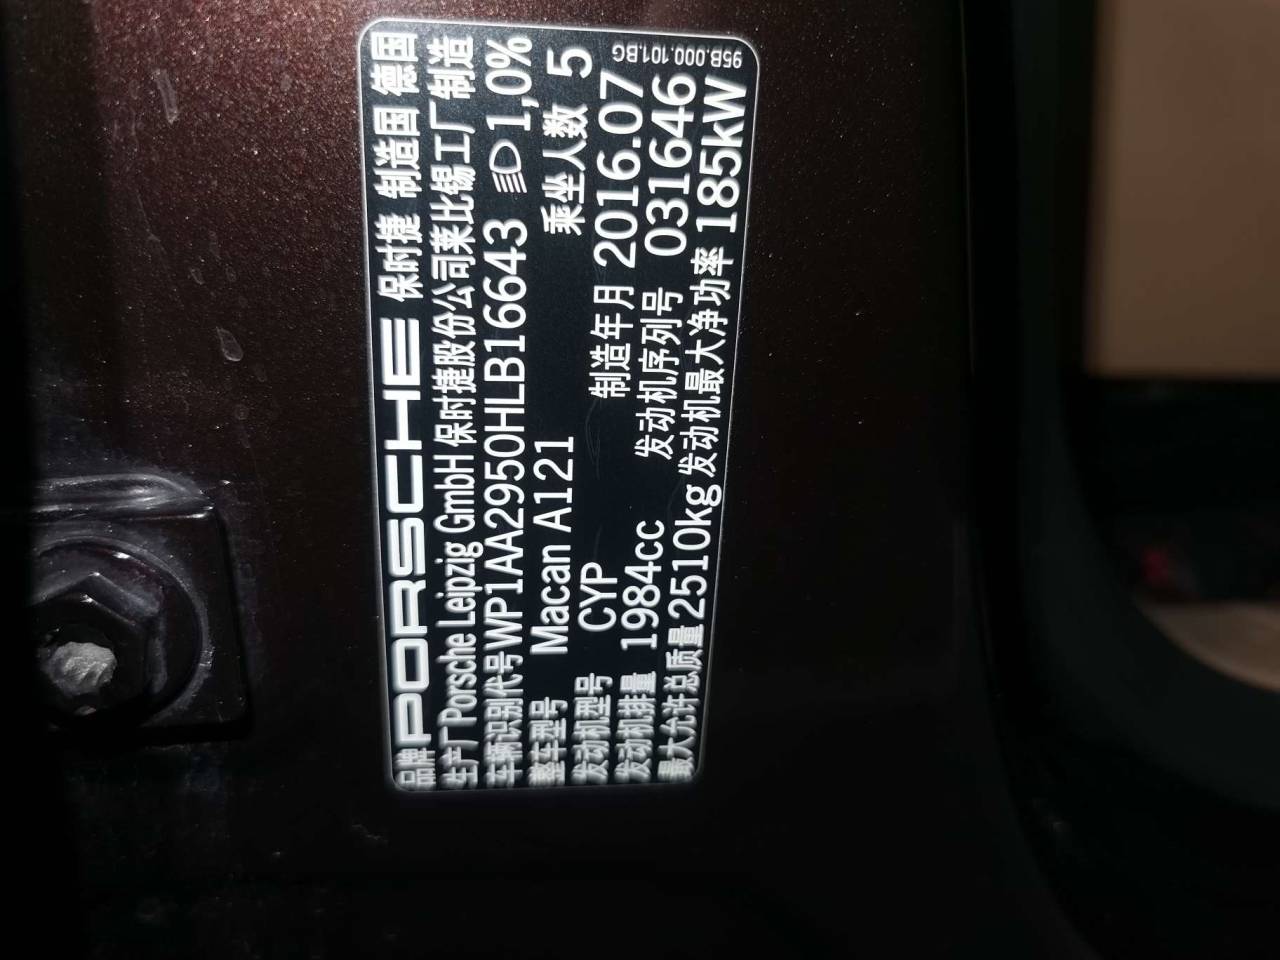 品牌 PORSCHE 保时捷 制造国 德国
生产厂 Porsche Leipzig GmbH 保时捷股份公司莱比锡工厂制造
车辆识别代号 WP1AA2950HLB16643 1,0%
整车型号 Macan A121 乘坐人数 5
发动机型号 CYP 制造年月 2016.07
发动机排量 1984cc 发动机序列号 031646
最大允许总质量 2510kg 发动机最大净功率 185kW
95B.000.101.BG